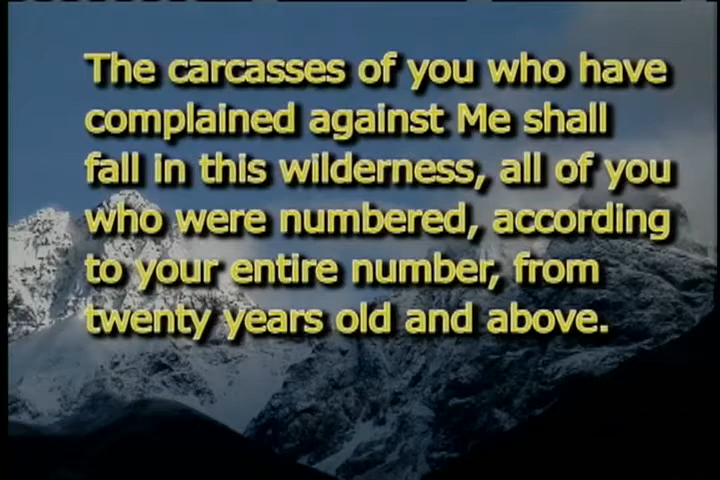 The carcasses of you who have
complained against Me shall
fall in this wilderness, all of you
who were numbered, according
to your entire number, from
twenty years old and above.